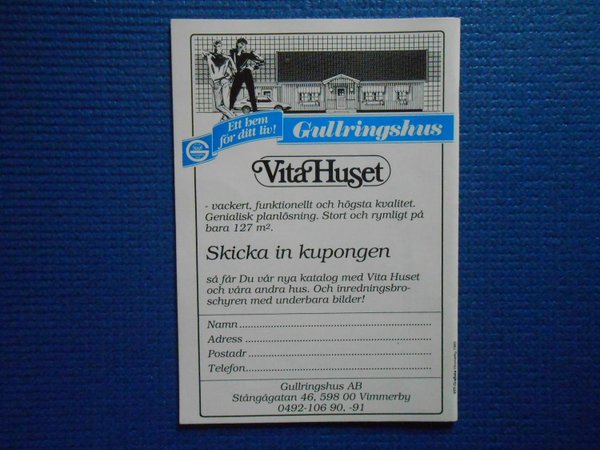 Ett hem
för ditt liv!
Gullringshus
G
Vita Huset
- vackert, funktionellt och högsta kvalitet.
Genialisk planlösning. Stort och rymligt på
bara 127 m².
Skicka in kupongen
så får Du vår nya katalog med Vita Huset
och våra andra hus. Och inredningsbro-
schyren med underbara bilder!
Namn
Adress
Postadr
Telefon
Gullringshus AB
Stångågatan 46, 598 00 Vimmerby
0492-106 90, -91